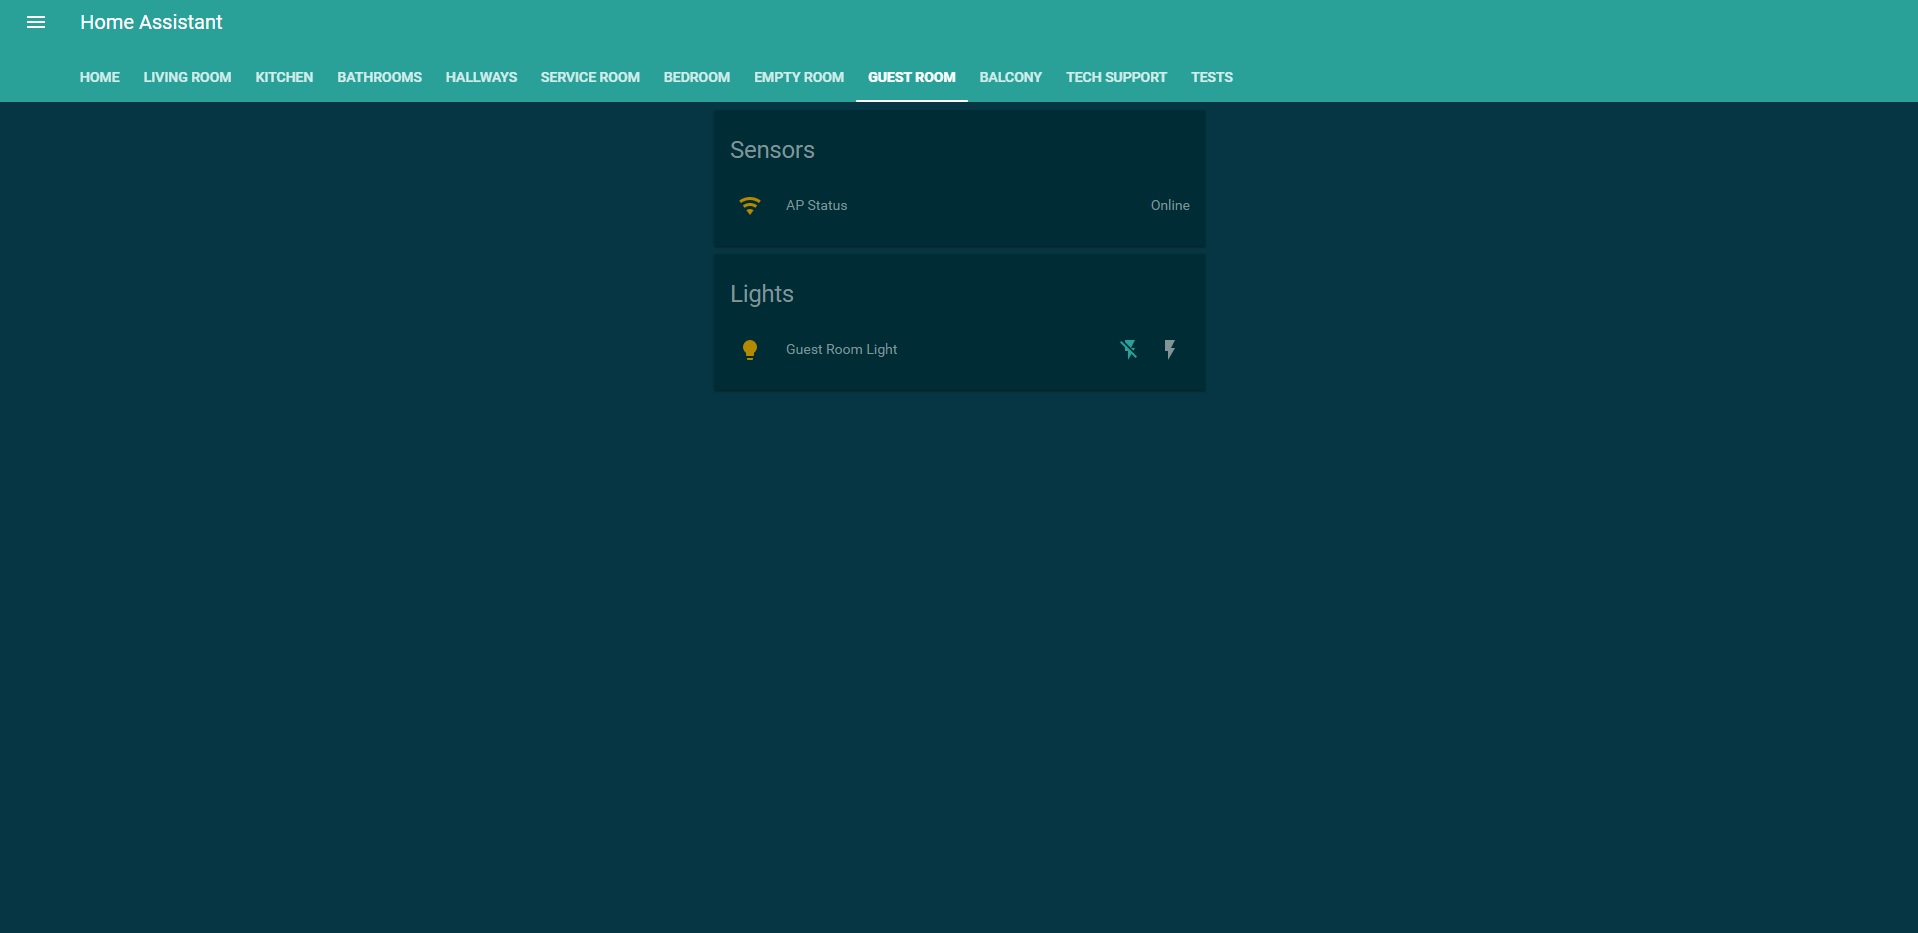 Home Assistant
HOME LIVING ROOM KITCHEN BATHROOMS HALLWAYS SERVICE ROOM BEDROOM EMPTY ROOM GUEST ROOM BALCONY TECH SUPPORT TESTS
Sensors
AP Status Online
Lights
Guest Room Light